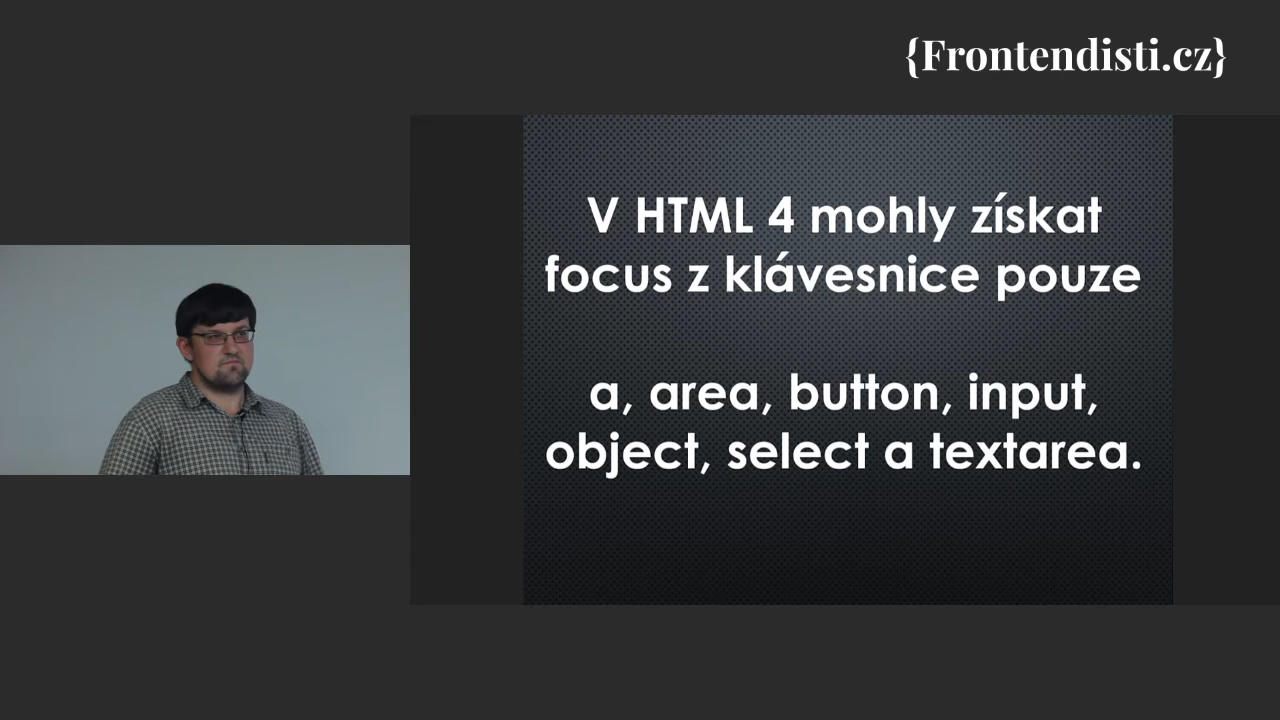 {Frontendisti.cz}
V HTML 4 mohly získat
focus z klávesnice pouze
a, area, button, input,
object, select a textarea.